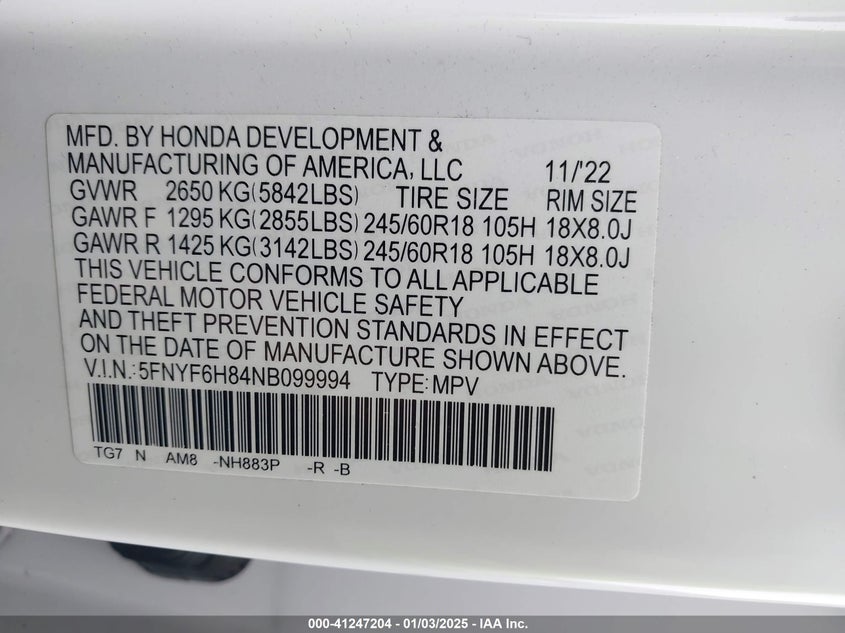 MFD. BY HONDA DEVELOPMENT &
MANUFACTURING OF AMERICA, LLC 11/'22
GVWR 2650 KG(5842LBS) TIRE SIZE RIM SIZE
GAWR F 1295 KG(2855LBS) 245/60R18 105H 18X8.0J
GAWR R 1425 KG(3142LBS) 245/60R18 105H 18X8.0J
THIS VEHICLE CONFORMS TO ALL APPLICABLE
FEDERAL MOTOR VEHICLE SAFETY
AND THEFT PREVENTION STANDARDS IN EFFECT
ON THE DATE OF MANUFACTURE SHOWN ABOVE.
V.I.N.:5FNYF6H84NB099994 TYPE:MPV
TG7 N AM8 -NH883P -R -B
000-41247204 - 01/03/2025 - IAA Inc.